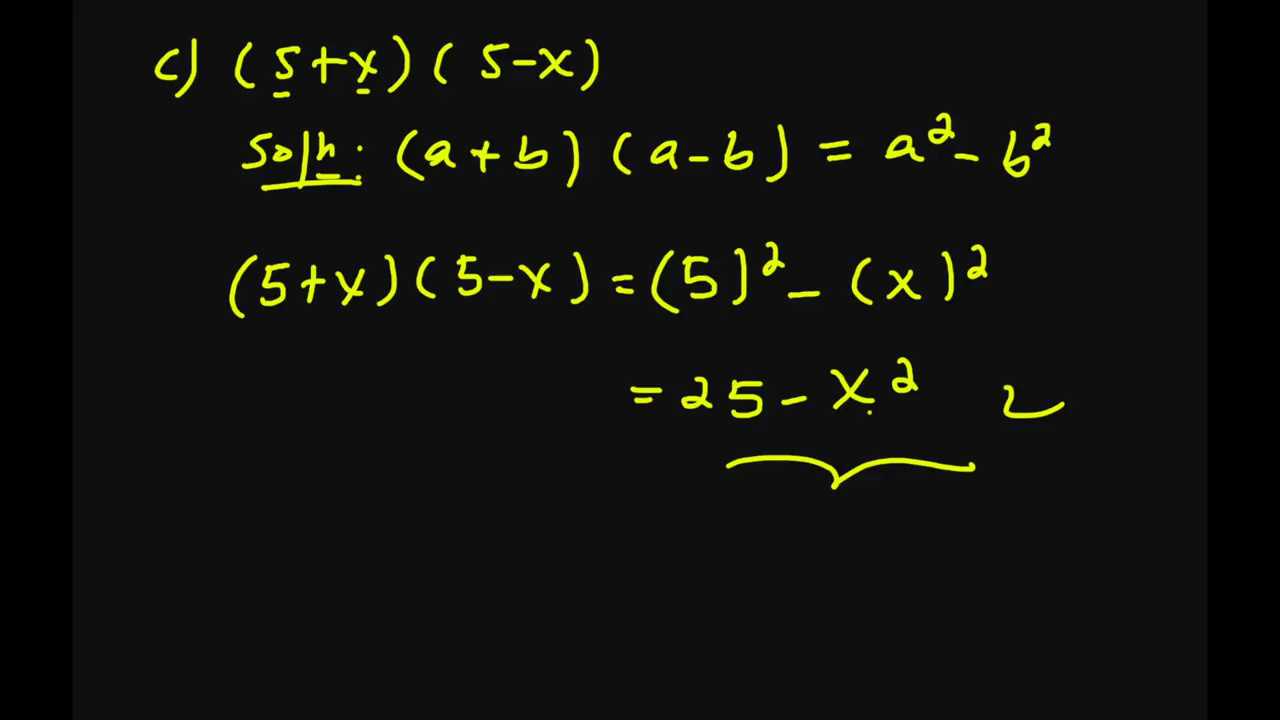 c) (5+x)(5-x)
Soln: (a+b)(a-b) = a² - b²
(5+x)(5-x) = (5)² - (x)²
= 25 - x²